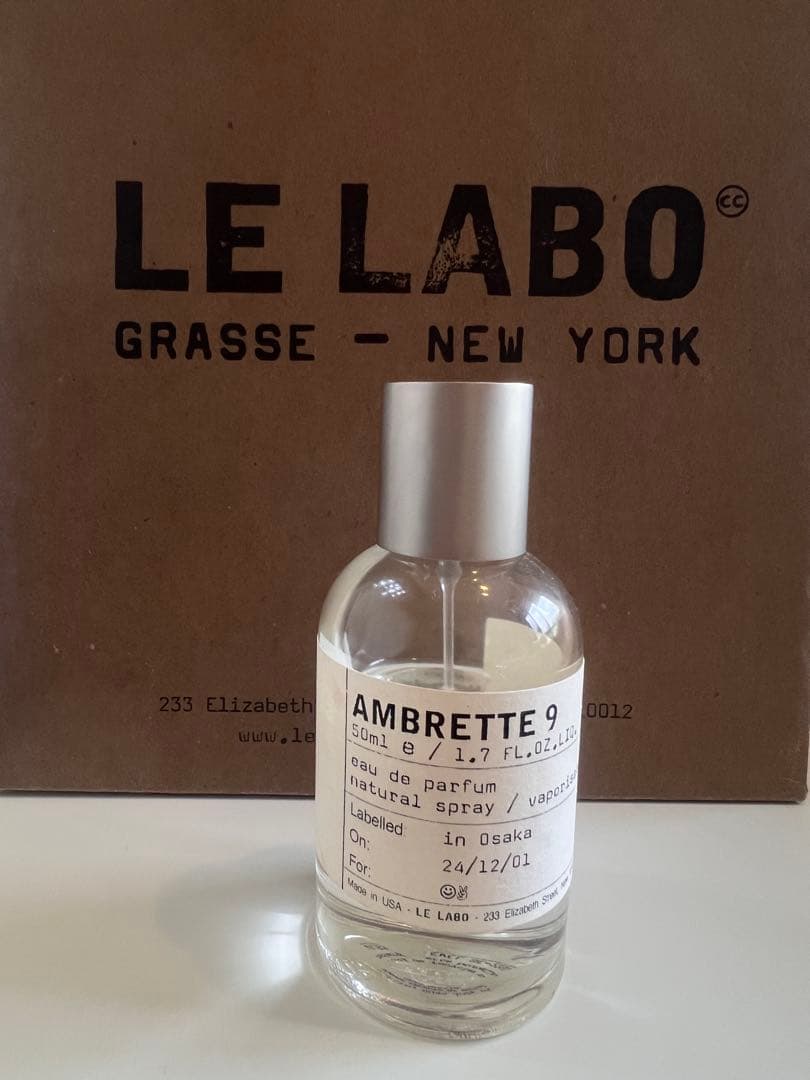 LE LABO
GRASSE — NEW YORK
233 Elizabeth 0012
www.le
AMBRETTE 9
50ml e / 1.7 FL.OZ.LIQ.
eau de parfum
natural spray / vaporis
Labelled: in Osaka
On: 24/12/01
For: ☺✌
Made in USA - LE LABO - 233 Elizabeth Street, New